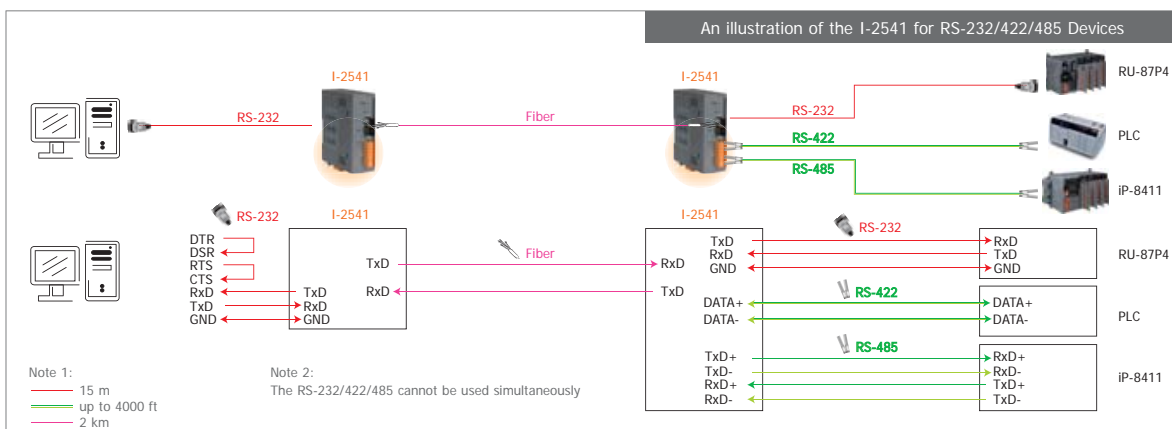 An illustration of the I-2541 for RS-232/422/485 Devices
I-2541
I-2541
RU-87P4
RS-232
Fiber
RS-232
RS-422
PLC
RS-485
iP-8411
RS-232
I-2541
I-2541
RS-232
DTR
DSR
RTS
CTS
RxD
TxD
GND
TxD
RxD
GND
TxD
RxD
Fiber
RxD
TxD
TxD
RxD
GND
RxD
TxD
GND
RU-87P4
RS-422
DATA+
DATA-
DATA+
DATA-
PLC
RS-485
TxD+
TxD-
RxD+
RxD-
RxD+
RxD-
TxD+
TxD-
iP-8411
Note 1:
15 m
up to 4000 ft
2 km
Note 2:
The RS-232/422/485 cannot be used simultaneously